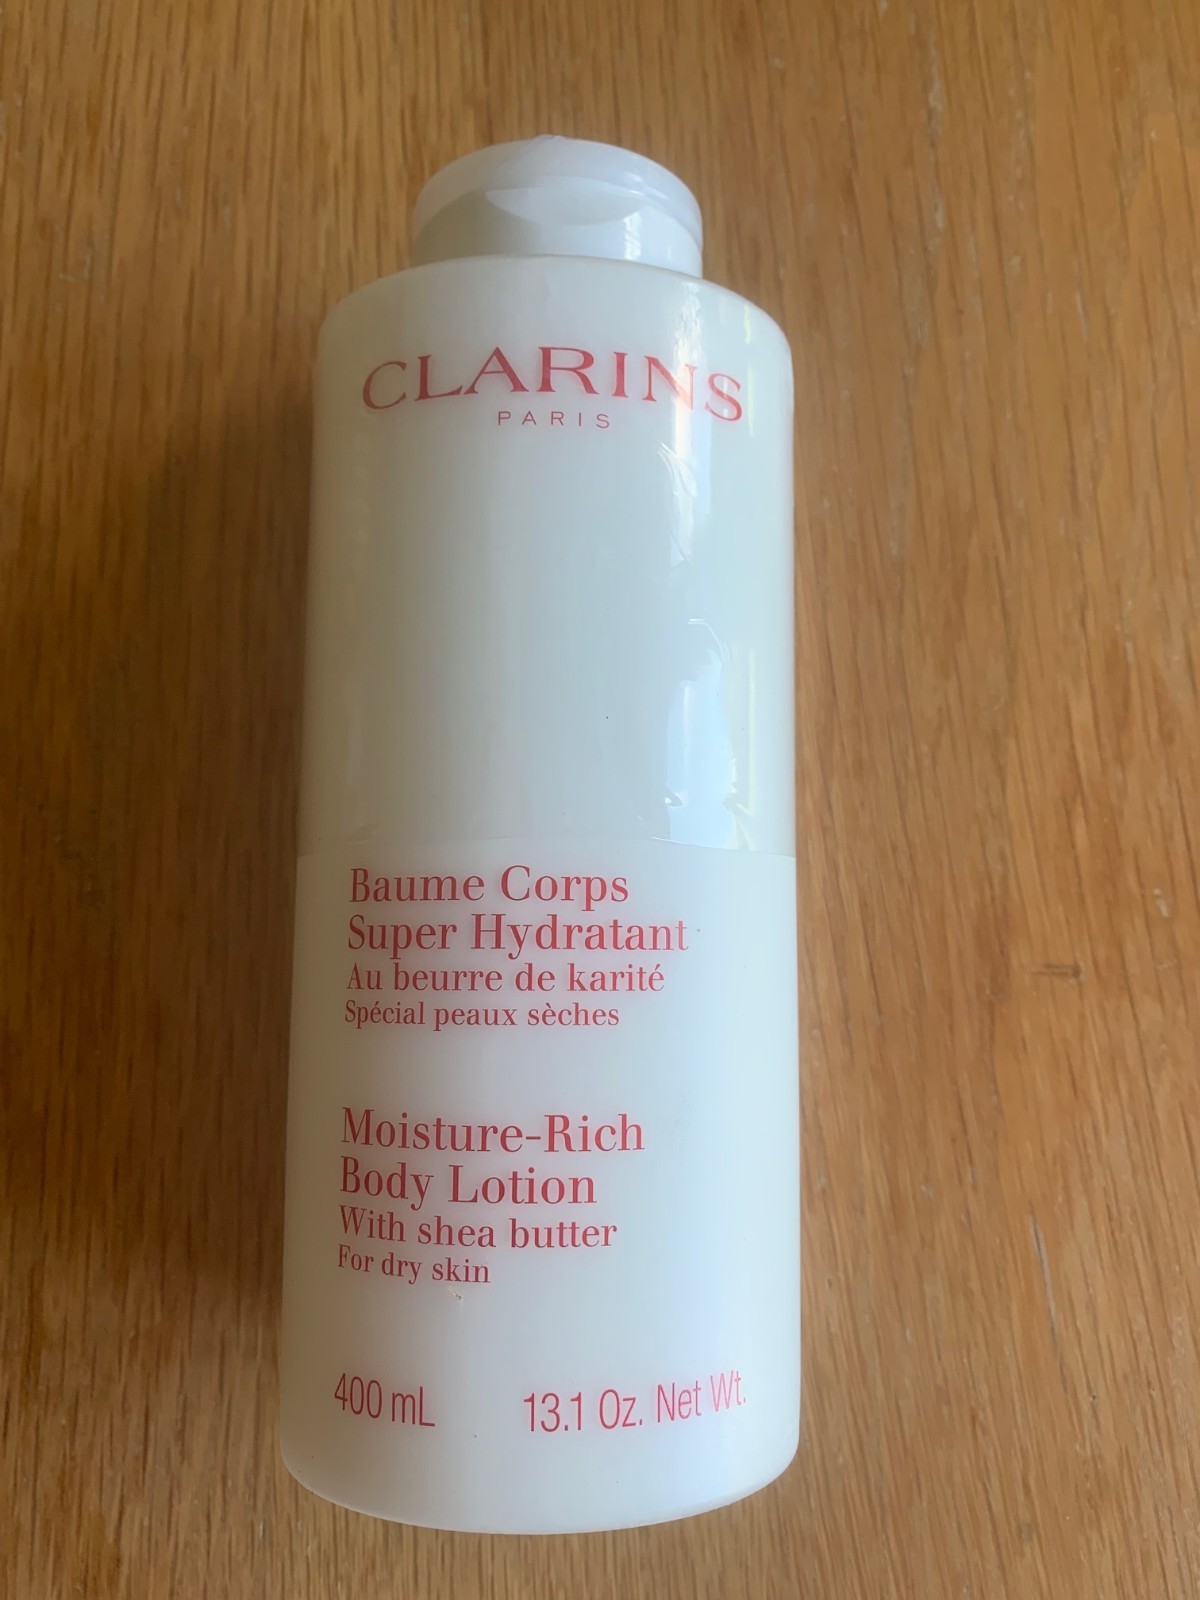 CLARINS
PARIS
Baume Corps
Super Hydratant
Au beurre de karité
Spécial peaux sèches
Moisture-Rich
Body Lotion
With shea butter
For dry skin
400 mL 13.1 Oz. Net Wt.